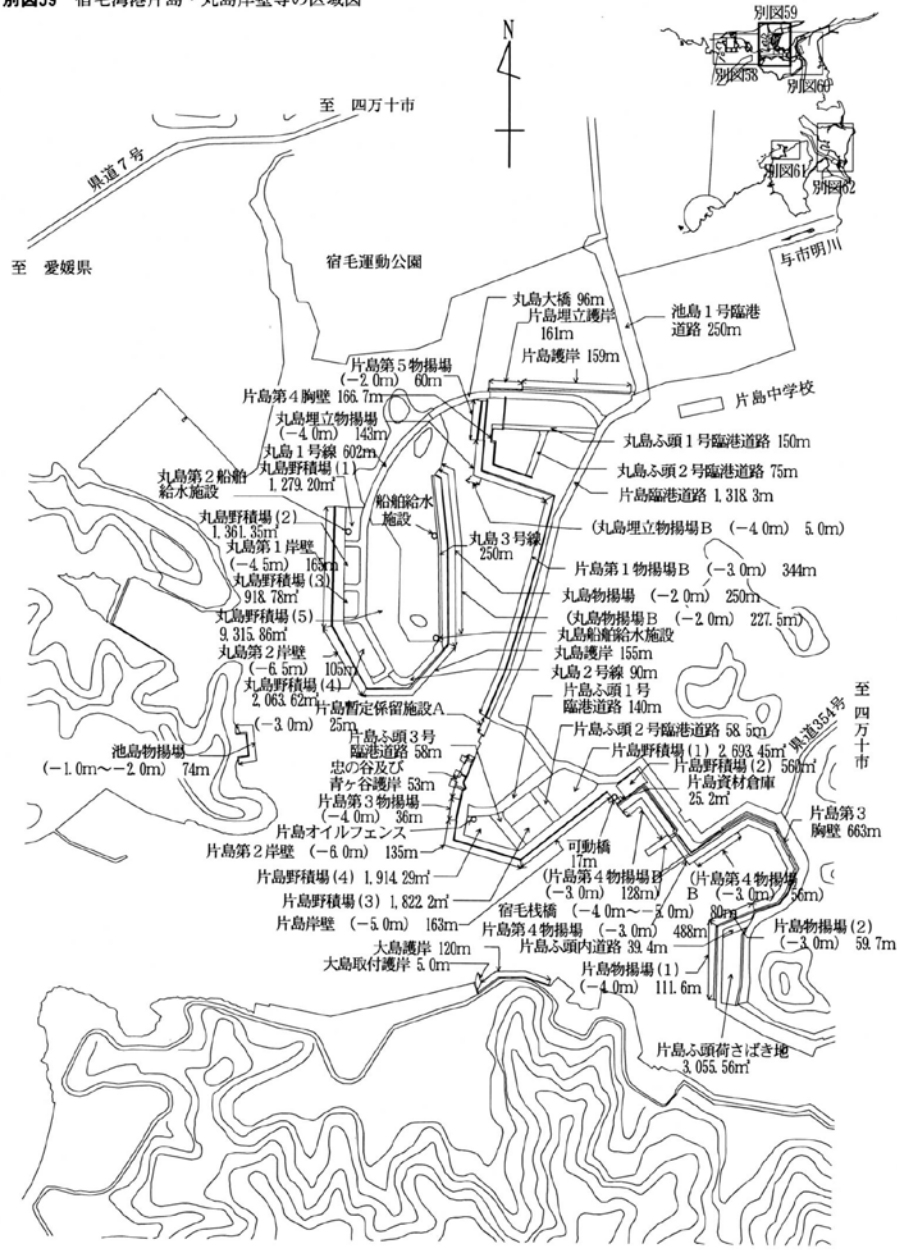 別図59 宿毛湾港片島・丸島岸壁等の区域図
別図59
別図58
別図60
別図61
別図62
N
至 四万十市
県道7号
至 愛媛県
宿毛運動公園
与市明川
丸島大橋 96m
片島埋立護岸
161m
片島護岸 159m
池島1号臨港
道路 250m
片島第5物揚場
(-2.0m) 60m
片島第4胸壁 166.7m
片島中学校
丸島埋立物揚場
(-4.0m) 143m
丸島1号線 602m
丸島野積場(1)
1,279.20㎡
丸島ふ頭1号臨港道路 150m
丸島ふ頭2号臨港道路 75m
片島臨港道路 1,318.3m
丸島第2船舶
給水施設
船舶給水
施設
丸島野積場(2)
1,361.35㎡
丸島3号線
250m
(丸島埋立物揚場B (-4.0m) 5.0m)
丸島第1岸壁
(-4.5m) 165m
片島第1物揚場B (-3.0m) 344m
丸島野積場(3)
918.78㎡
丸島物揚場 (-2.0m) 250m
(丸島物揚場B (-2.0m) 227.5m)
丸島野積場(5)
9,315.86㎡
丸島船舶給水施設
丸島護岸 155m
丸島第2岸壁
(-6.5m) 105m
丸島2号線 90m
丸島野積場(4)
2,063.62㎡
片島ふ頭1号
臨港道路 140m
片島暫定係留施設A
(-3.0m) 25m
片島ふ頭2号臨港道路 58.5m
県道354号
至 四万十市
片島ふ頭3号
臨港道路 58m
片島野積場(1) 2,693.45㎡
池島物揚場
(-1.0m~-2.0m) 74m
片島野積場(2) 560㎡
忠の谷及び
青ヶ谷護岸 53m
片島資材倉庫
25.2㎡
片島第3物揚場
(-4.0m) 36m
片島第3
胸壁 663m
片島オイルフェンス
片島第2岸壁 (-6.0m) 135m
可動橋
17m
(片島第4物揚場B
(-3.0m) 128m)
(片島第4物揚場
B (-3.0m) 56m)
片島野積場(4) 1,914.29㎡
片島野積場(3) 1,822.2㎡
宿毛桟橋 (-4.0m~-5.0m) 80m
片島岸壁 (-5.0m) 163m
片島第4物揚場 (-3.0m) 488m
片島物揚場(2)
(-3.0m) 59.7m
片島ふ頭内道路 39.4m
大島護岸 120m
大島取付護岸 5.0m
片島物揚場(1)
(-4.0m) 111.6m
片島ふ頭荷さばき地
3,055.56㎡